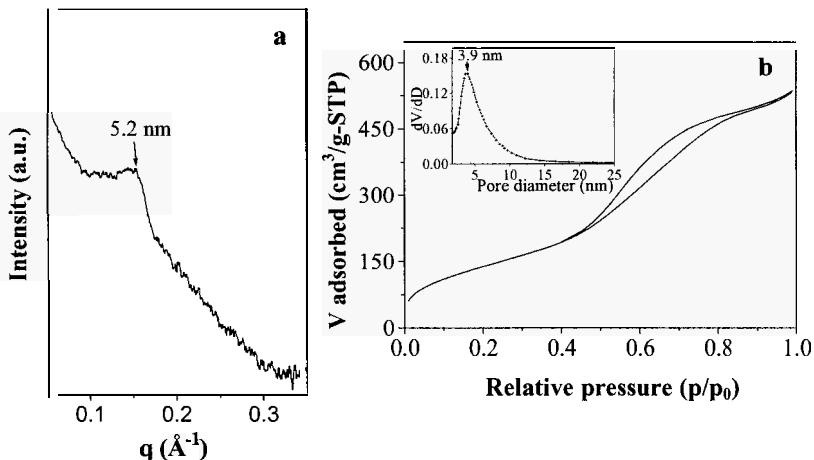 a
5.2 nm
Intensity (a.u.)
0.1 0.2 0.3
q (Å⁻¹)
b
V adsorbed (cm³/g-STP)
600
450
300
150
0
0.0 0.2 0.4 0.6 0.8 1.0
Relative pressure (p/p₀)
3.9 nm
dV/dD
0.18
0.12
0.06
0.00
5 10 15 20 25
Pore diameter (nm)